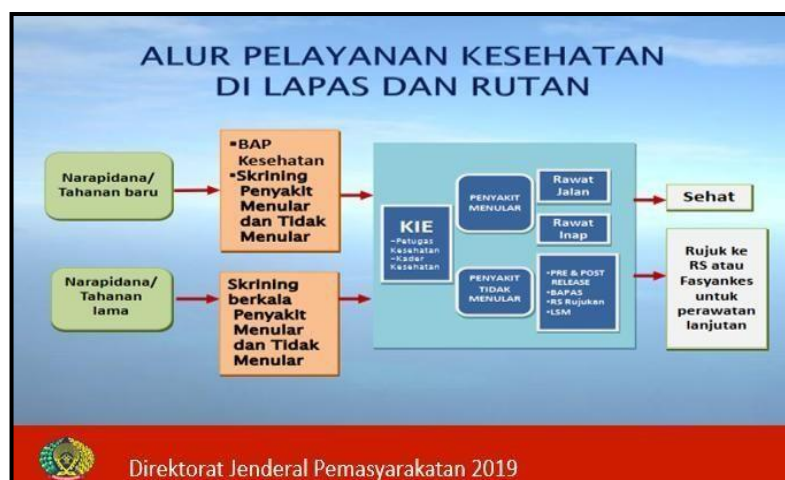 ALUR PELAYANAN KESEHATAN
DI LAPAS DAN RUTAN
Narapidana/
Tahanan baru
▪BAP
Kesehatan
▪Skrining
Penyakit
Menular
dan Tidak
Menular
Narapidana/
Tahanan
lama
Skrining
berkala
Penyakit
Menular
dan Tidak
Menular
KIE
-Petugas
Kesehatan
-Kader
Kesehatan
PENYAKIT
MENULAR
Rawat
Jalan
Rawat
Inap
PENYAKIT
TIDAK
MENULAR
▪PRE & POST
RELEASE
▪BAPAS
▪RS Rujukan
▪LSM
Sehat
Rujuk ke
RS atau
Fasyankes
untuk
perawatan
lanjutan
Direktorat Jenderal Pemasyarakatan 2019